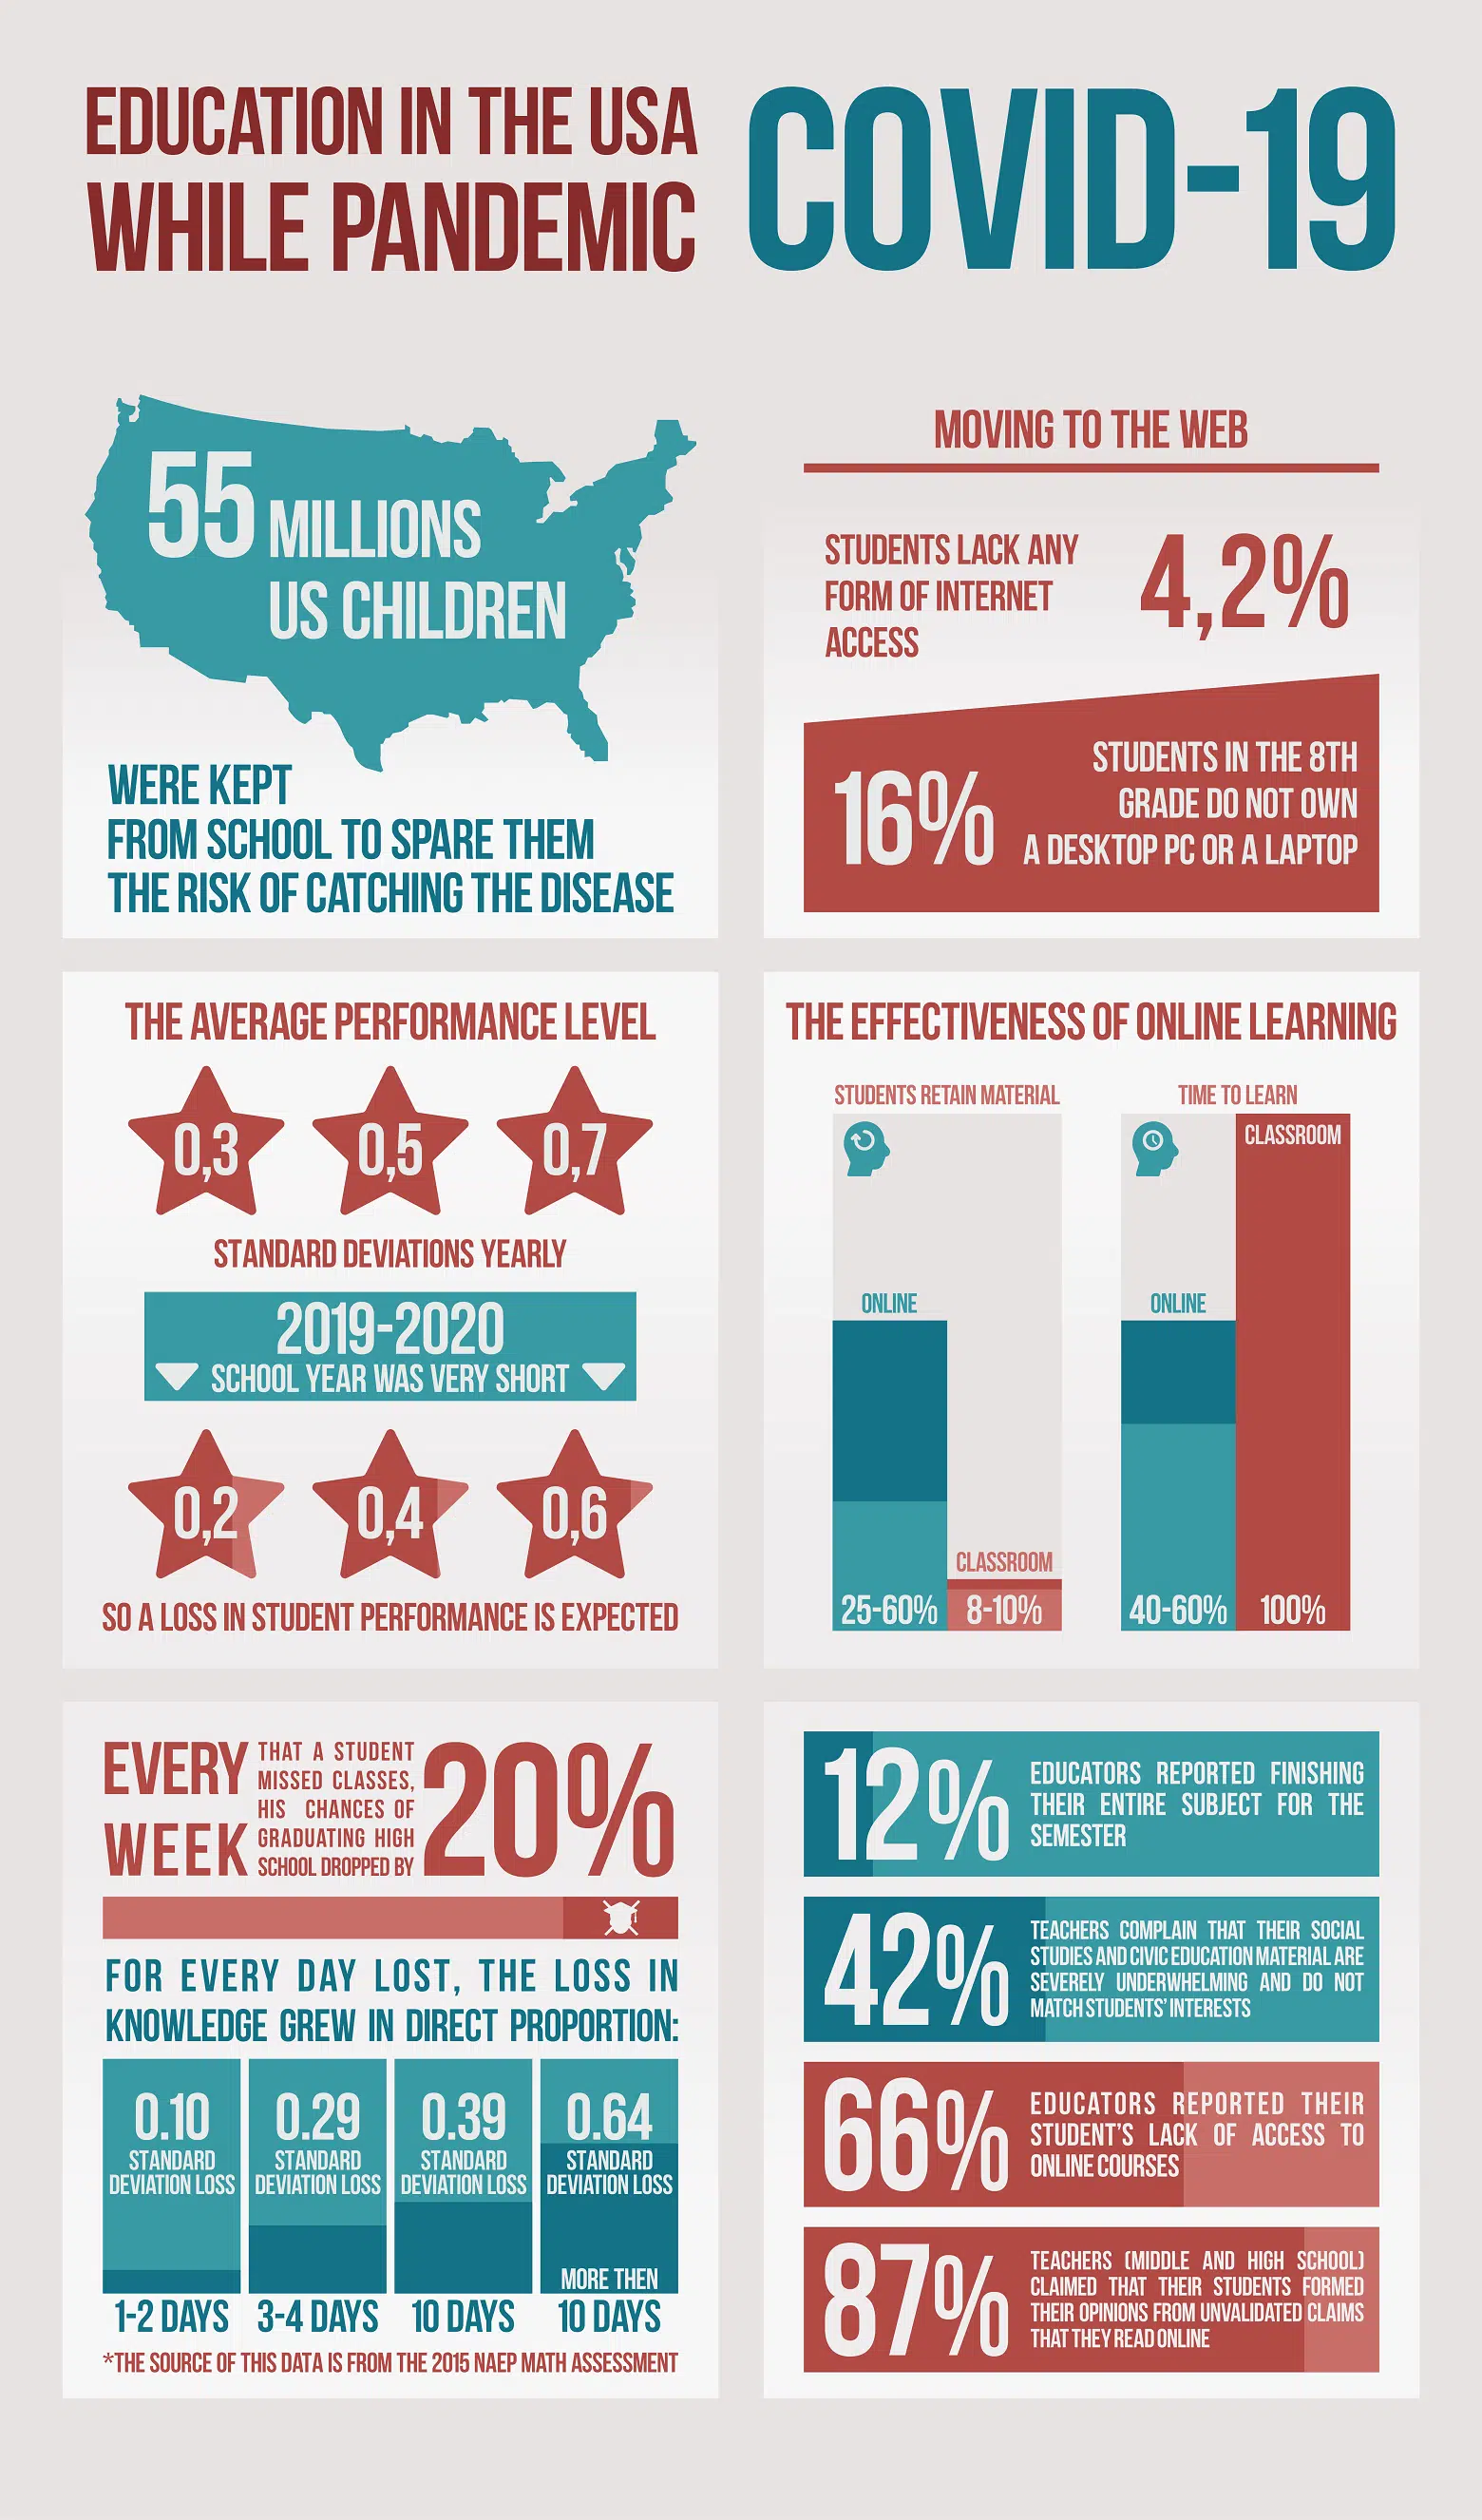 EDUCATION IN THE USA
WHILE PANDEMIC
COVID-19
55 MILLIONS
US CHILDREN
WERE KEPT
FROM SCHOOL TO SPARE THEM
THE RISK OF CATCHING THE DISEASE
MOVING TO THE WEB
STUDENTS LACK ANY
FORM OF INTERNET
ACCESS
4,2%
16%
STUDENTS IN THE 8TH
GRADE DO NOT OWN
A DESKTOP PC OR A LAPTOP
THE AVERAGE PERFORMANCE LEVEL
0,3 0,5 0,7
STANDARD DEVIATIONS YEARLY
2019-2020
SCHOOL YEAR WAS VERY SHORT
0,2 0,4 0,6
SO A LOSS IN STUDENT PERFORMANCE IS EXPECTED
THE EFFECTIVENESS OF ONLINE LEARNING
STUDENTS RETAIN MATERIAL
ONLINE
CLASSROOM
25-60% 8-10%
TIME TO LEARN
CLASSROOM
ONLINE
40-60% 100%
EVERY
WEEK
THAT A STUDENT
MISSED CLASSES,
HIS CHANCES OF
GRADUATING HIGH
SCHOOL DROPPED BY
20%
FOR EVERY DAY LOST, THE LOSS IN
KNOWLEDGE GREW IN DIRECT PROPORTION:
0.10
STANDARD
DEVIATION LOSS
1-2 DAYS
0.29
STANDARD
DEVIATION LOSS
3-4 DAYS
0.39
STANDARD
DEVIATION LOSS
10 DAYS
0.64
STANDARD
DEVIATION LOSS
MORE THEN
10 DAYS
*THE SOURCE OF THIS DATA IS FROM THE 2015 NAEP MATH ASSESSMENT
12%
EDUCATORS REPORTED FINISHING
THEIR ENTIRE SUBJECT FOR THE
SEMESTER
42%
TEACHERS COMPLAIN THAT THEIR SOCIAL
STUDIES AND CIVIC EDUCATION MATERIAL ARE
SEVERELY UNDERWHELMING AND DO NOT
MATCH STUDENTS' INTERESTS
66%
EDUCATORS REPORTED THEIR
STUDENT'S LACK OF ACCESS TO
ONLINE COURSES
87%
TEACHERS (MIDDLE AND HIGH SCHOOL)
CLAIMED THAT THEIR STUDENTS FORMED
THEIR OPINIONS FROM UNVALIDATED CLAIMS
THAT THEY READ ONLINE